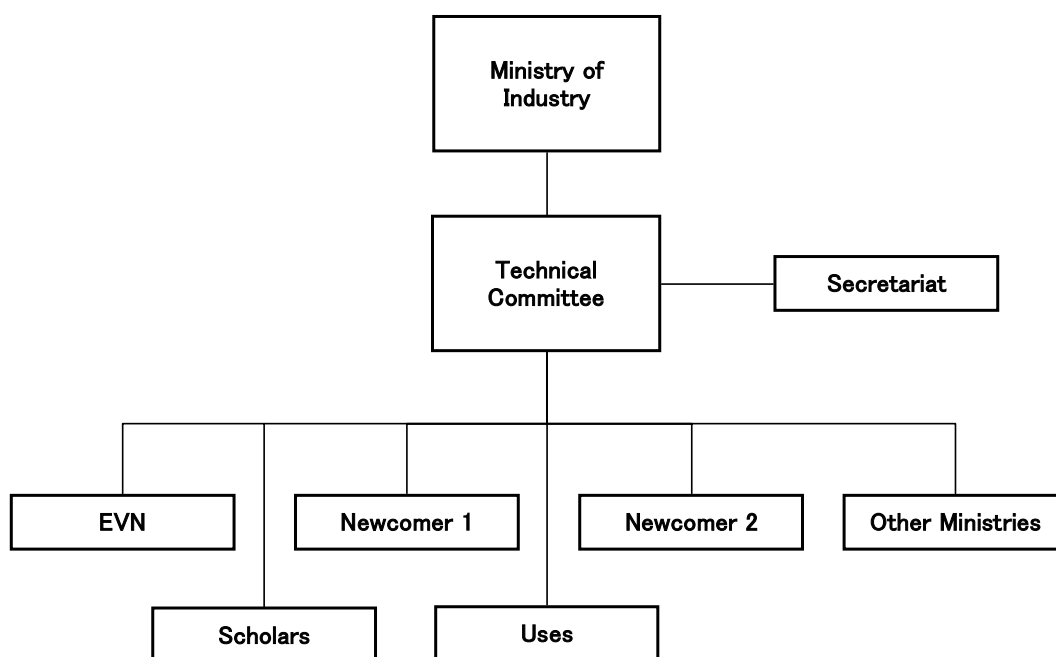 Ministry of
Industry
Technical
Committee
Secretariat
EVN
Newcomer 1
Newcomer 2
Other Ministries
Scholars
Uses